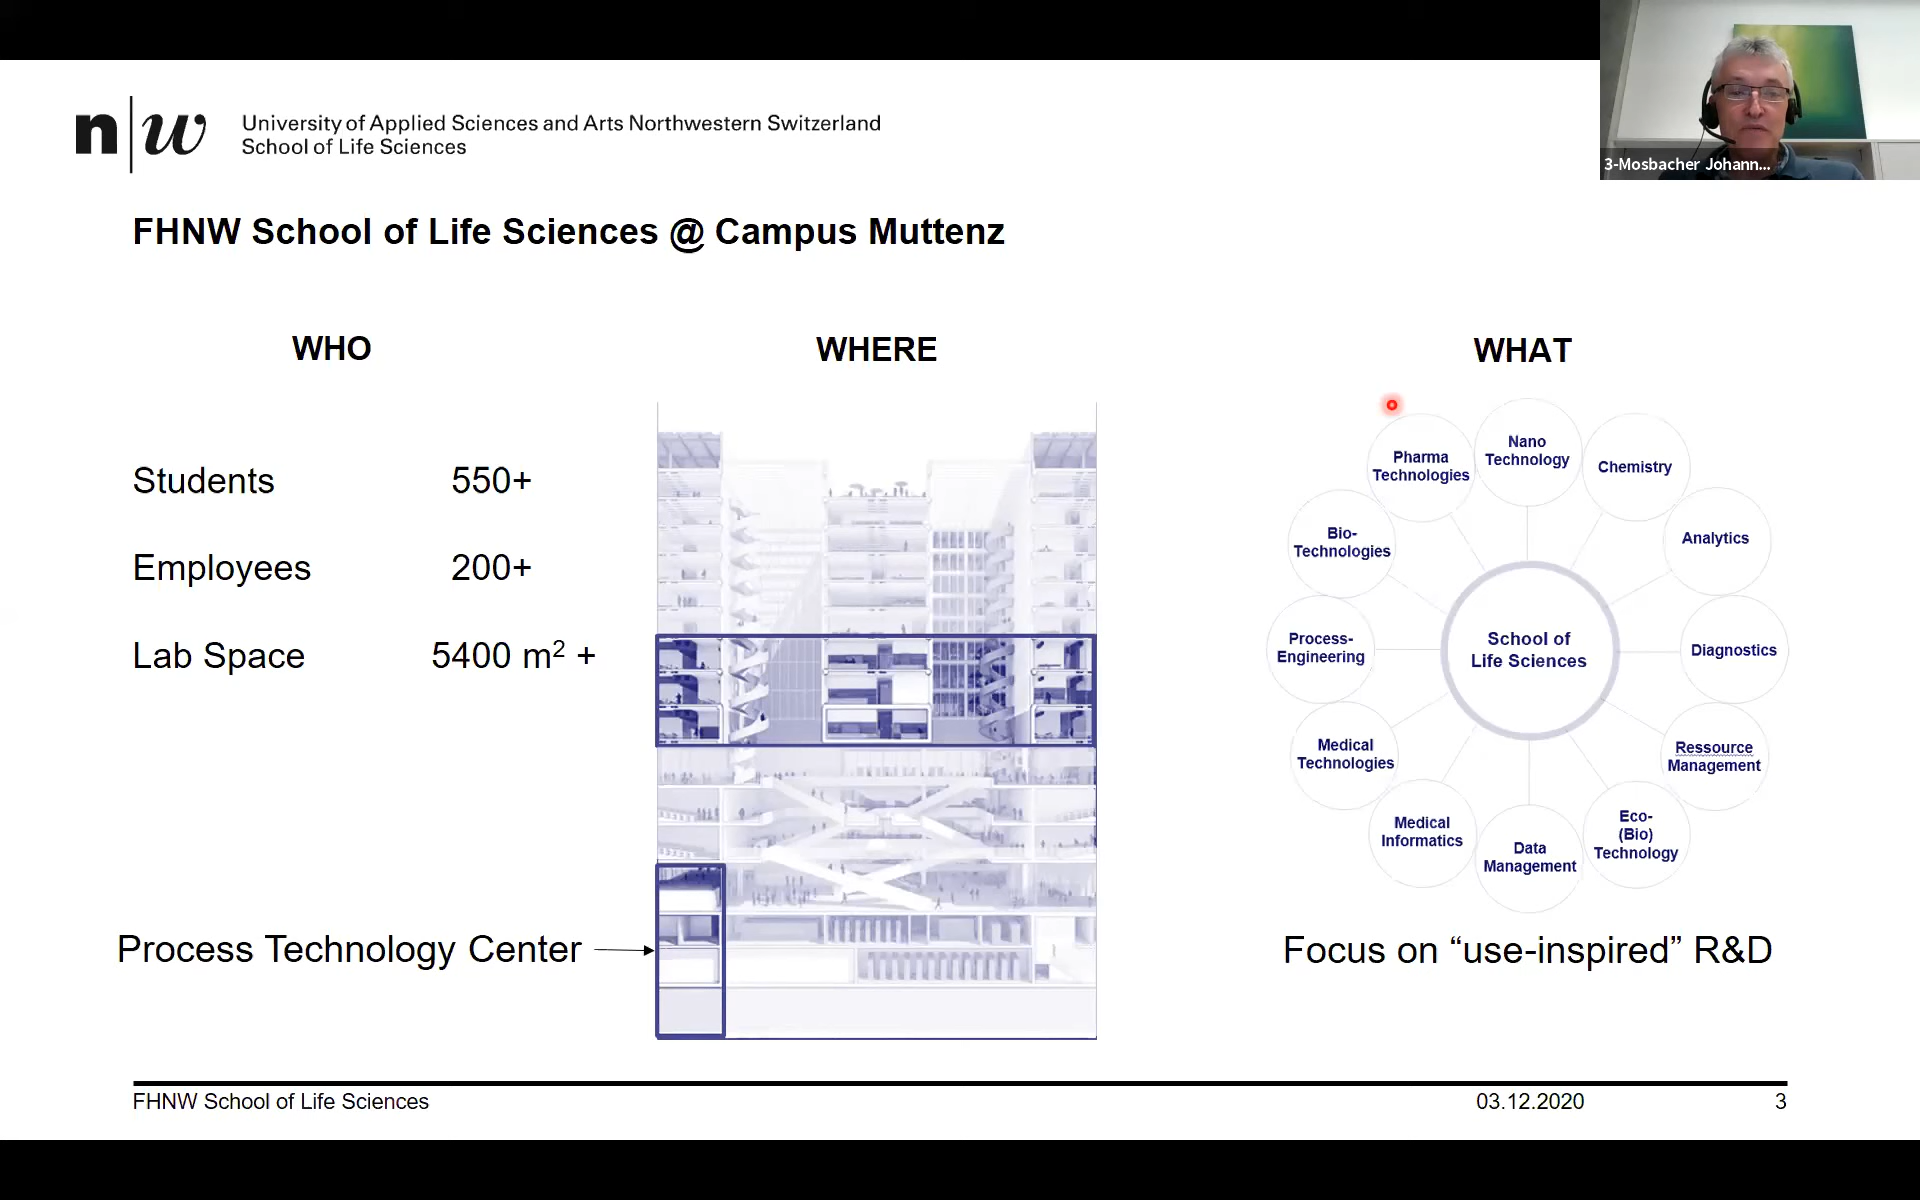 3-Mosbacher Johann...
n|w
University of Applied Sciences and Arts Northwestern Switzerland
School of Life Sciences
FHNW School of Life Sciences @ Campus Muttenz
WHO
Students 550+
Employees 200+
Lab Space 5400 m² +
Process Technology Center
WHERE
WHAT
Pharma
Technologies
Nano
Technology
Chemistry
Analytics
Diagnostics
Ressource
Management
Eco-
(Bio)
Technology
Data
Management
Medical
Informatics
Medical
Technologies
Process-
Engineering
Bio-
Technologies
School of
Life Sciences
Focus on “use-inspired” R&D
FHNW School of Life Sciences
03.12.2020
3